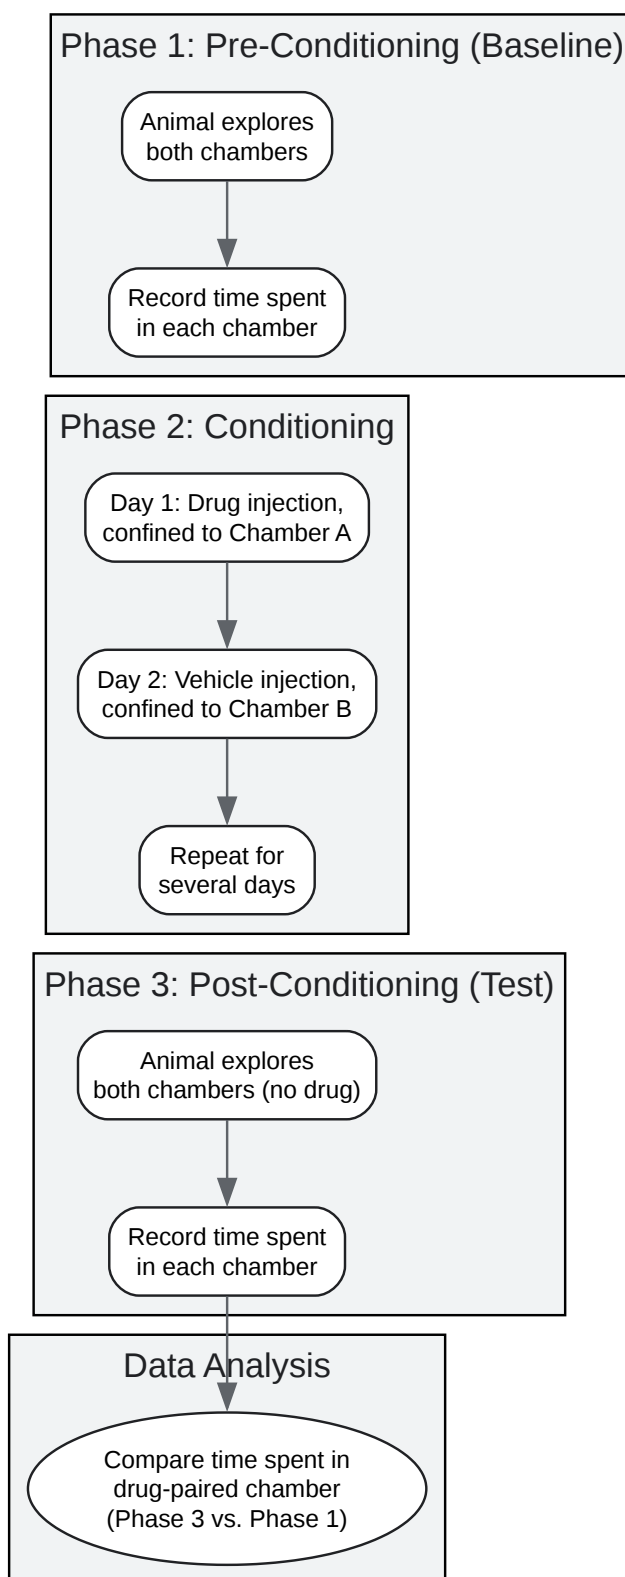 Phase 1: Pre-Conditioning (Baseline)
Animal explores
both chambers
Record time spent
in each chamber
Phase 2: Conditioning
Day 1: Drug injection,
confined to Chamber A
Day 2: Vehicle injection,
confined to Chamber B
Repeat for
several days
Phase 3: Post-Conditioning (Test)
Animal explores
both chambers (no drug)
Record time spent
in each chamber
Data Analysis
Compare time spent in
drug-paired chamber
(Phase 3 vs. Phase 1)